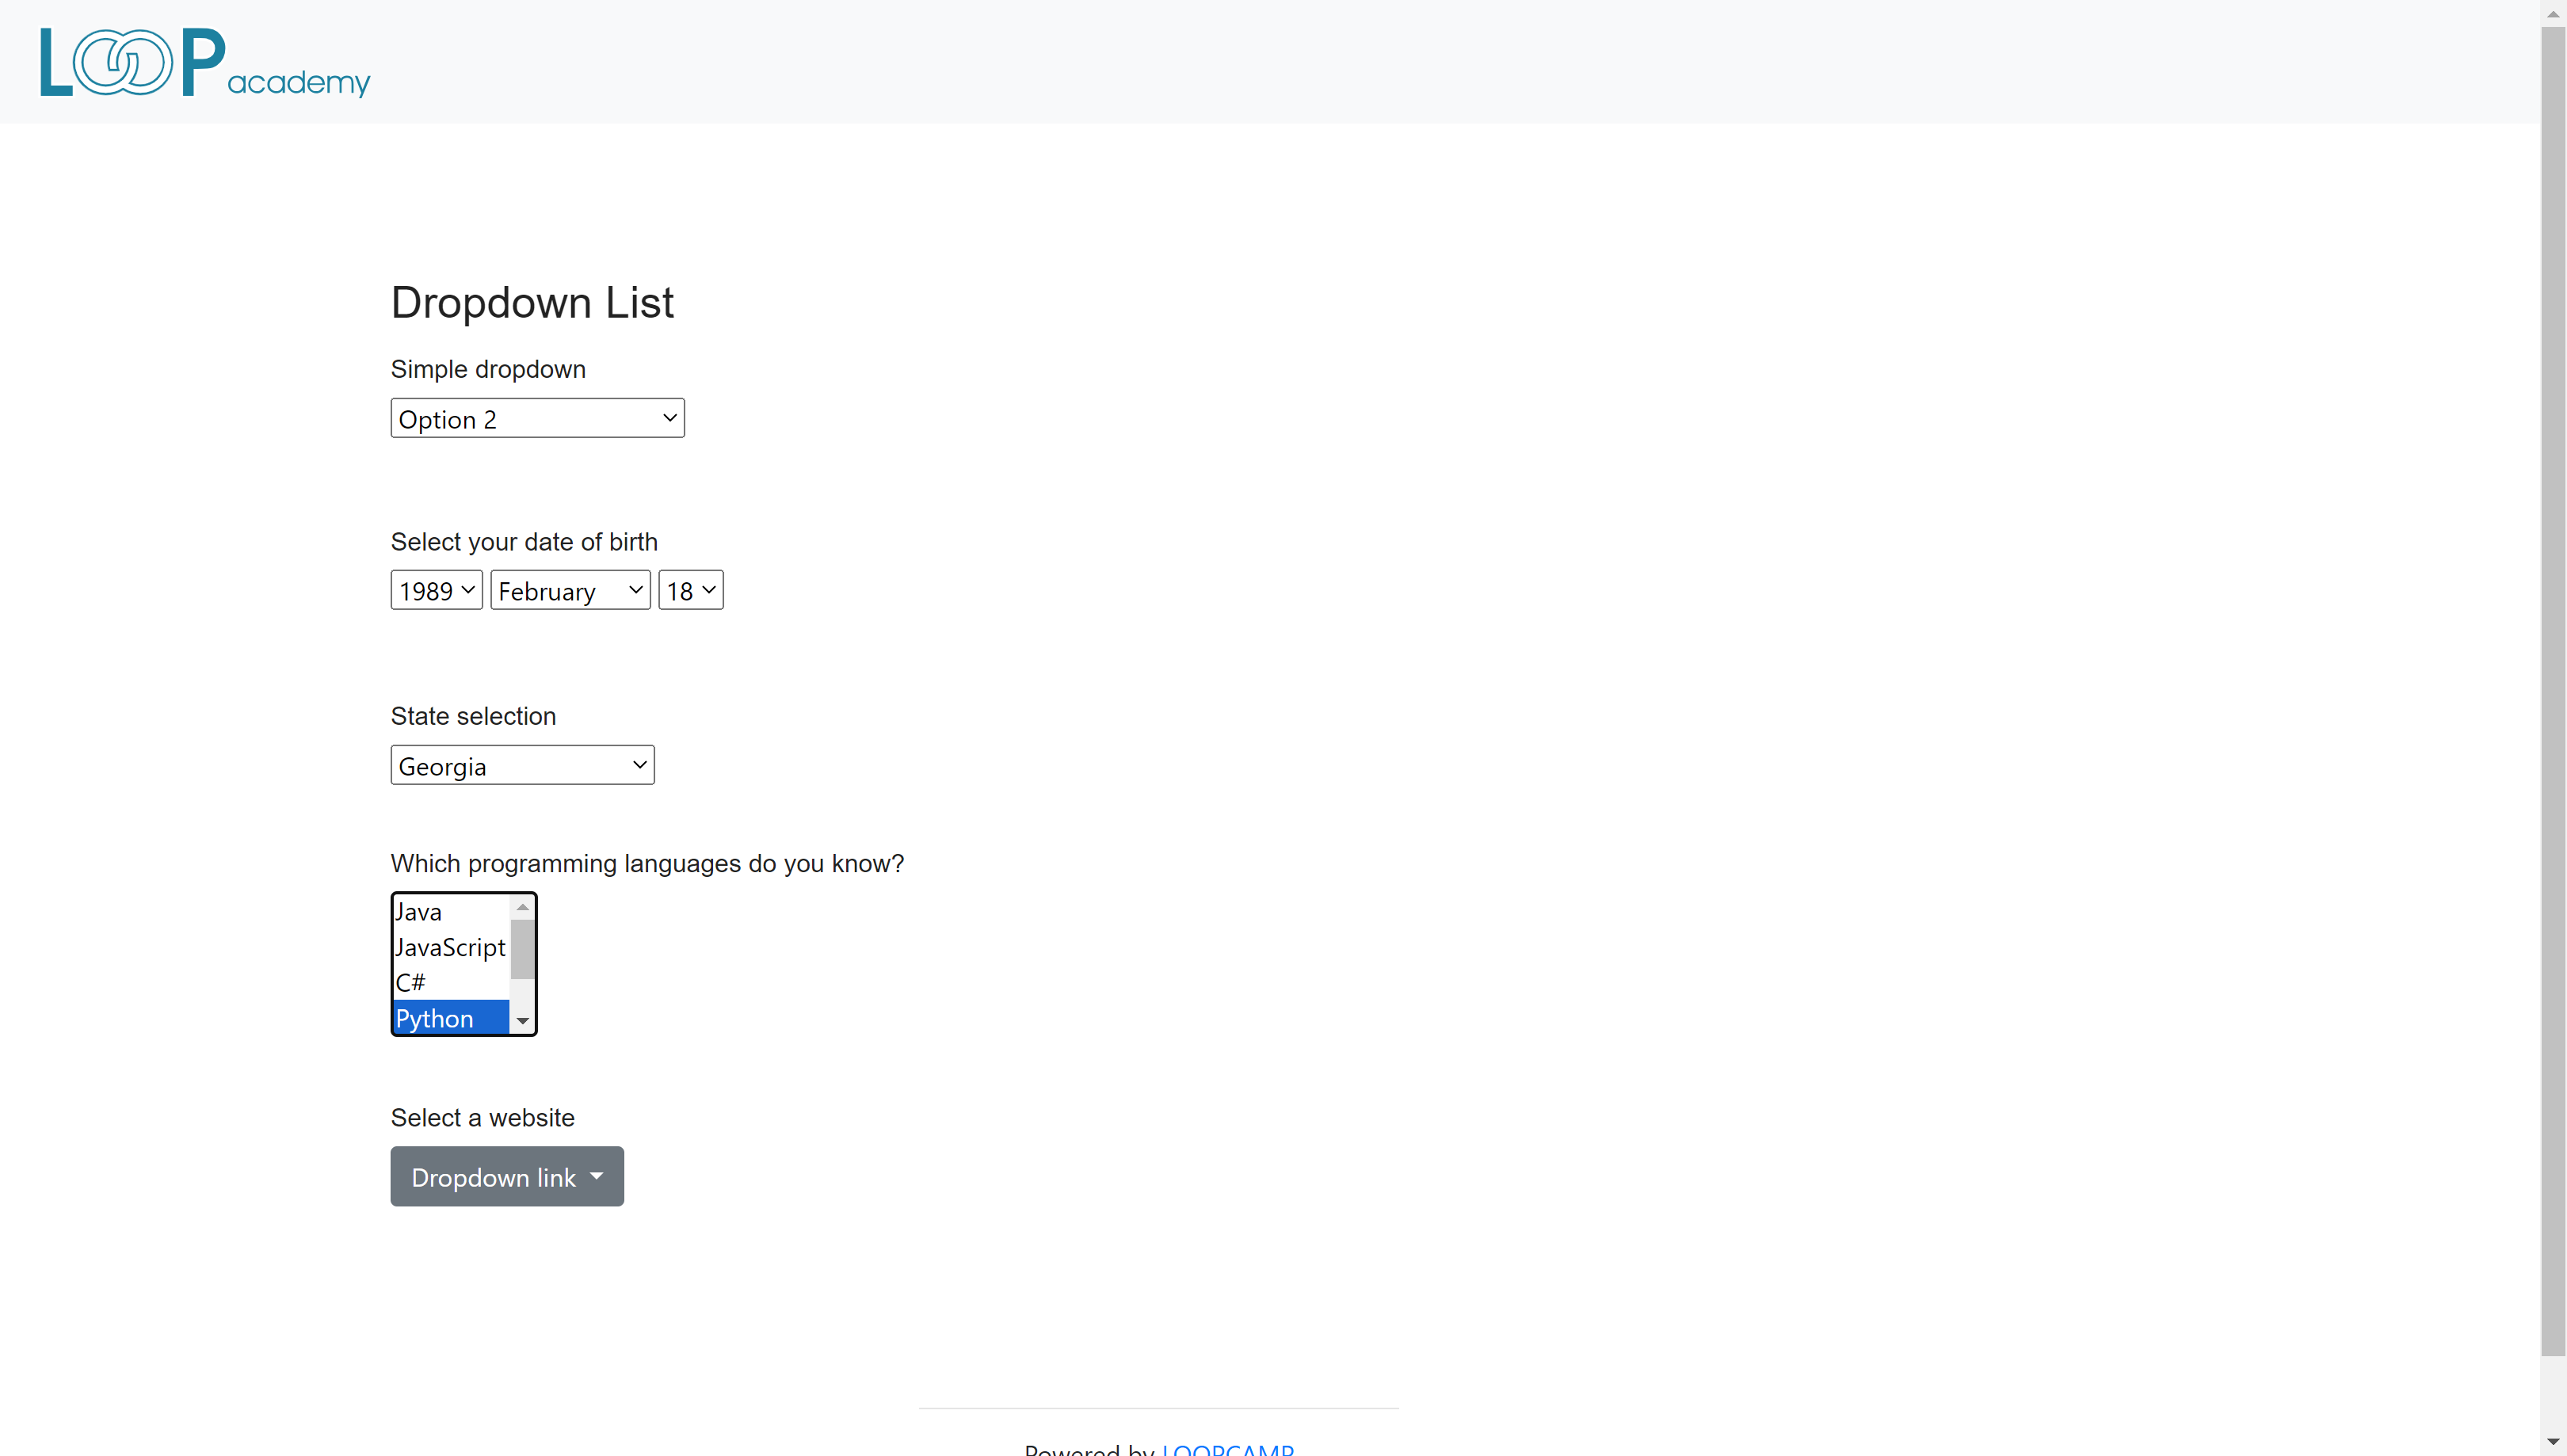 LOOP academy
Dropdown List
Simple dropdown
Option 2
Select your date of birth
1989 February 18
State selection
Georgia
Which programming languages do you know?
Java
JavaScript
C#
Python
Select a website
Dropdown link
Powered by LOOPCAMP